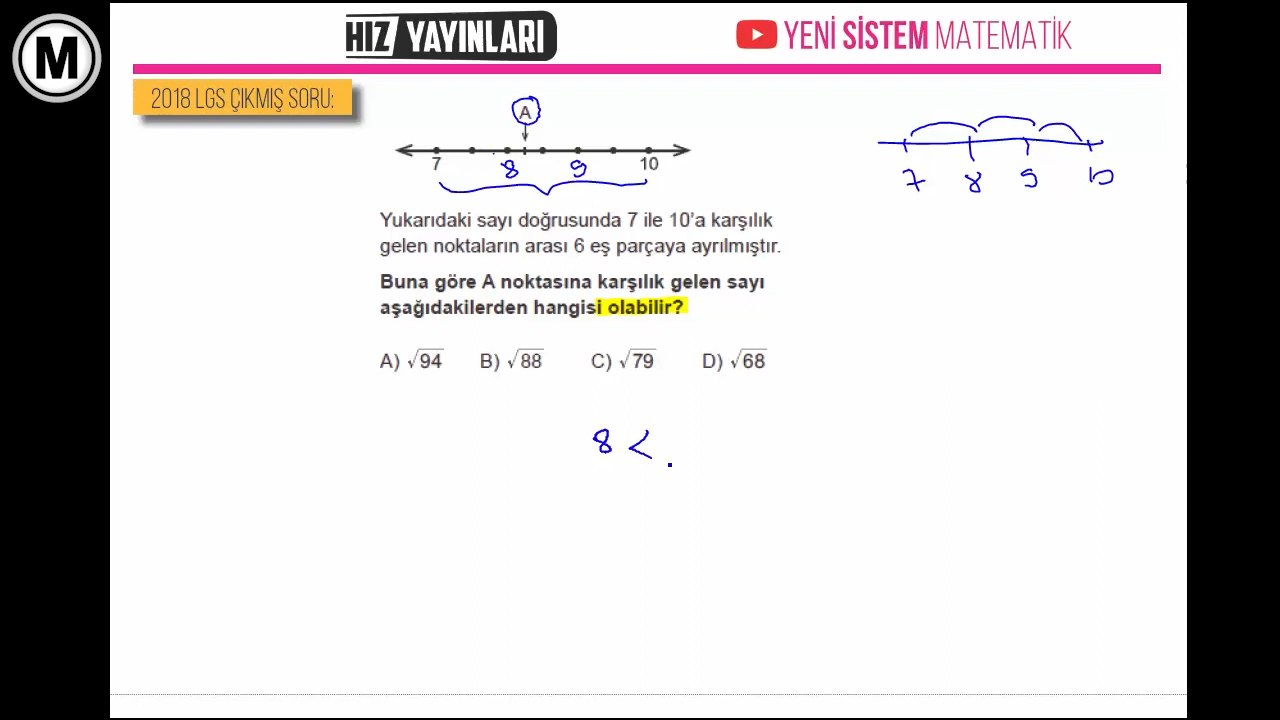 M
HIZ YAYINLARI
YENİ SİSTEM MATEMATİK
2018 LGS ÇIKMIŞ SORU:
A
7 8 9 10
7 8 9 10
Yukarıdaki sayı doğrusunda 7 ile 10'a karşılık
gelen noktaların arası 6 eş parçaya ayrılmıştır.
Buna göre A noktasına karşılık gelen sayı
aşağıdakilerden hangisi olabilir?
A) √94 B) √88 C) √79 D) √68
8 < .